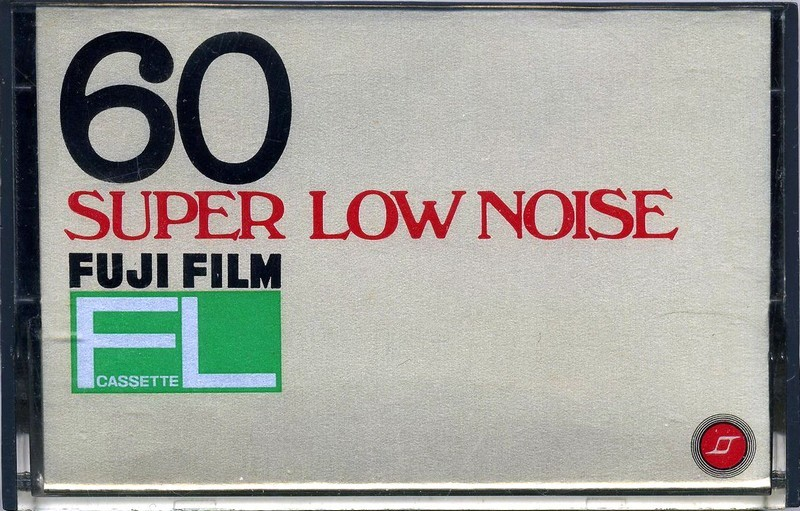 60
SUPER LOW NOISE
FUJI FILM
FL
CASSETTE